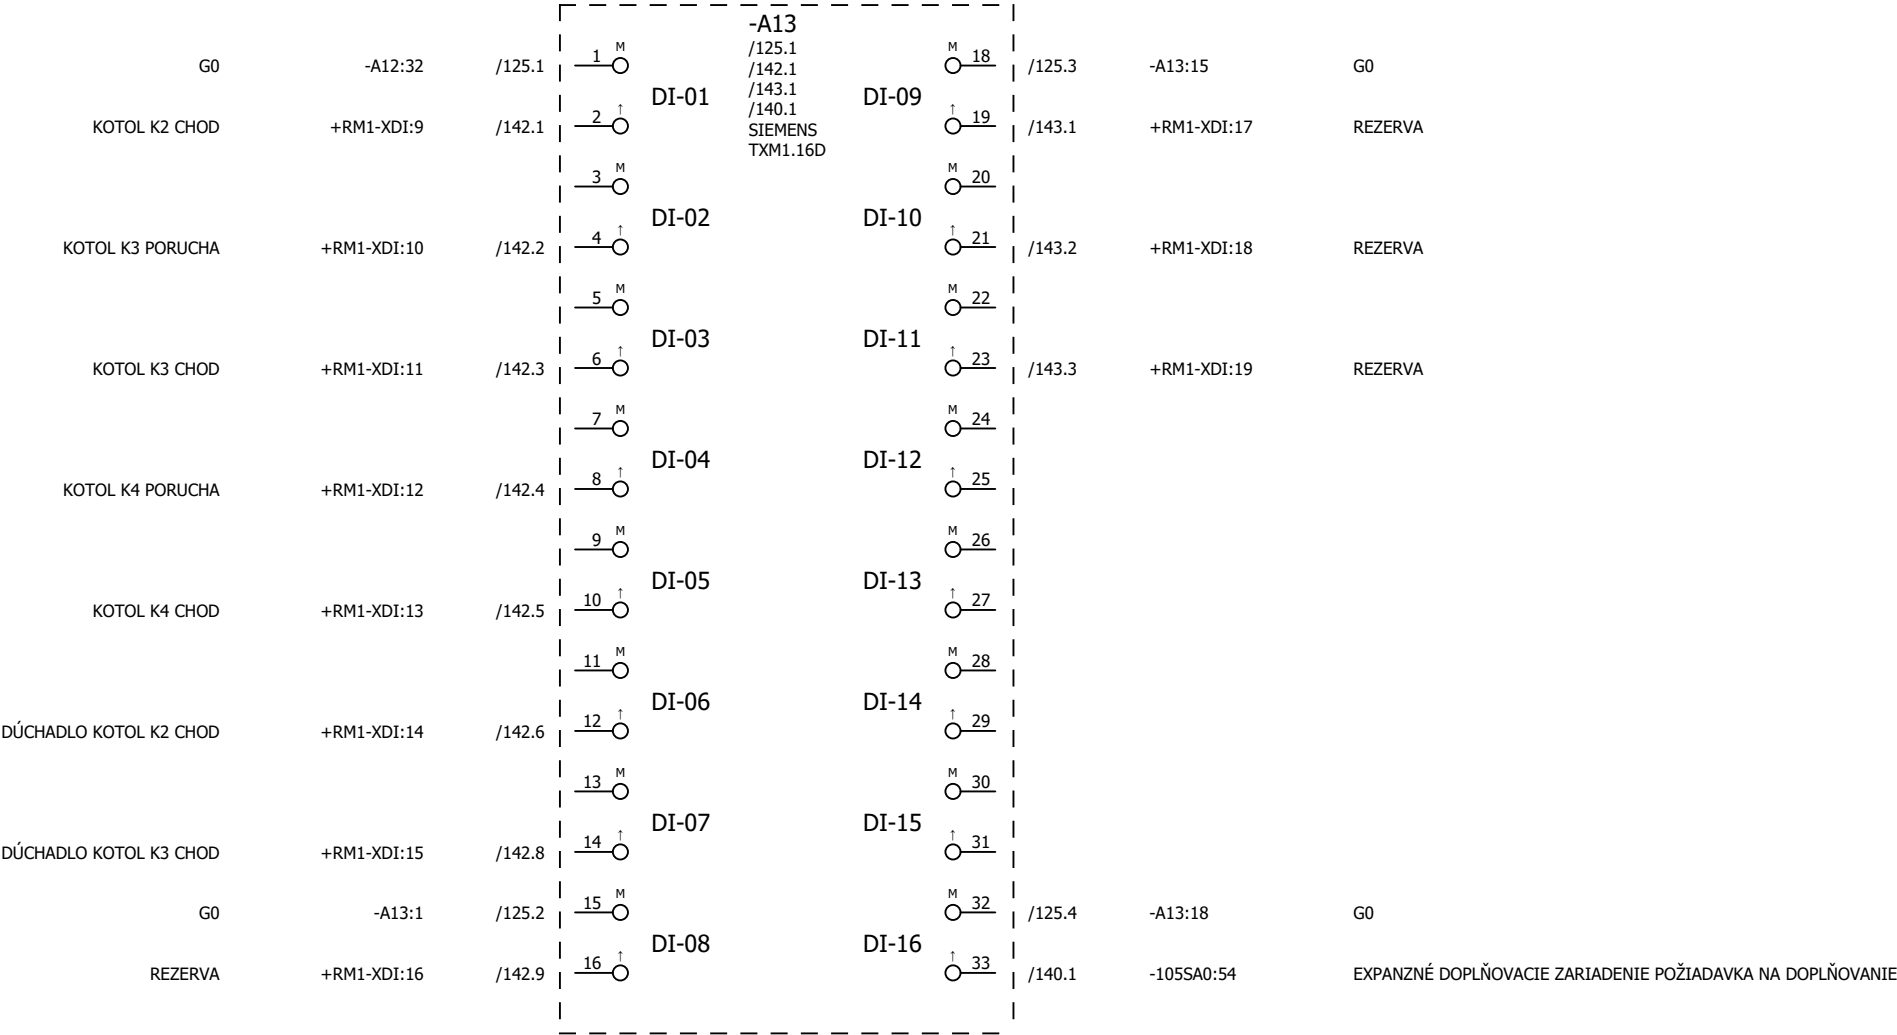 -A13
/125.1
/142.1
/143.1
/140.1
SIEMENS
TXM1.16D
G0 -A12:32 /125.1 1 M M 18 /125.3 -A13:15 G0
DI-01 DI-09
KOTOL K2 CHOD +RM1-XDI:9 /142.1 2 ↑ ↑ 19 /143.1 +RM1-XDI:17 REZERVA
3 M M 20
DI-02 DI-10
KOTOL K3 PORUCHA +RM1-XDI:10 /142.2 4 ↑ ↑ 21 /143.2 +RM1-XDI:18 REZERVA
5 M M 22
DI-03 DI-11
KOTOL K3 CHOD +RM1-XDI:11 /142.3 6 ↑ ↑ 23 /143.3 +RM1-XDI:19 REZERVA
7 M M 24
DI-04 DI-12
KOTOL K4 PORUCHA +RM1-XDI:12 /142.4 8 ↑ ↑ 25
9 M M 26
DI-05 DI-13
KOTOL K4 CHOD +RM1-XDI:13 /142.5 10 ↑ ↑ 27
11 M M 28
DI-06 DI-14
DÚCHADLO KOTOL K2 CHOD +RM1-XDI:14 /142.6 12 ↑ ↑ 29
13 M M 30
DI-07 DI-15
DÚCHADLO KOTOL K3 CHOD +RM1-XDI:15 /142.8 14 ↑ ↑ 31
G0 -A13:1 /125.2 15 M M 32 /125.4 -A13:18 G0
DI-08 DI-16
REZERVA +RM1-XDI:16 /142.9 16 ↑ ↑ 33 /140.1 -105SA0:54 EXPANZNÉ DOPLŇOVACIE ZARIADENIE POŽIADAVKA NA DOPLŇOVANIE